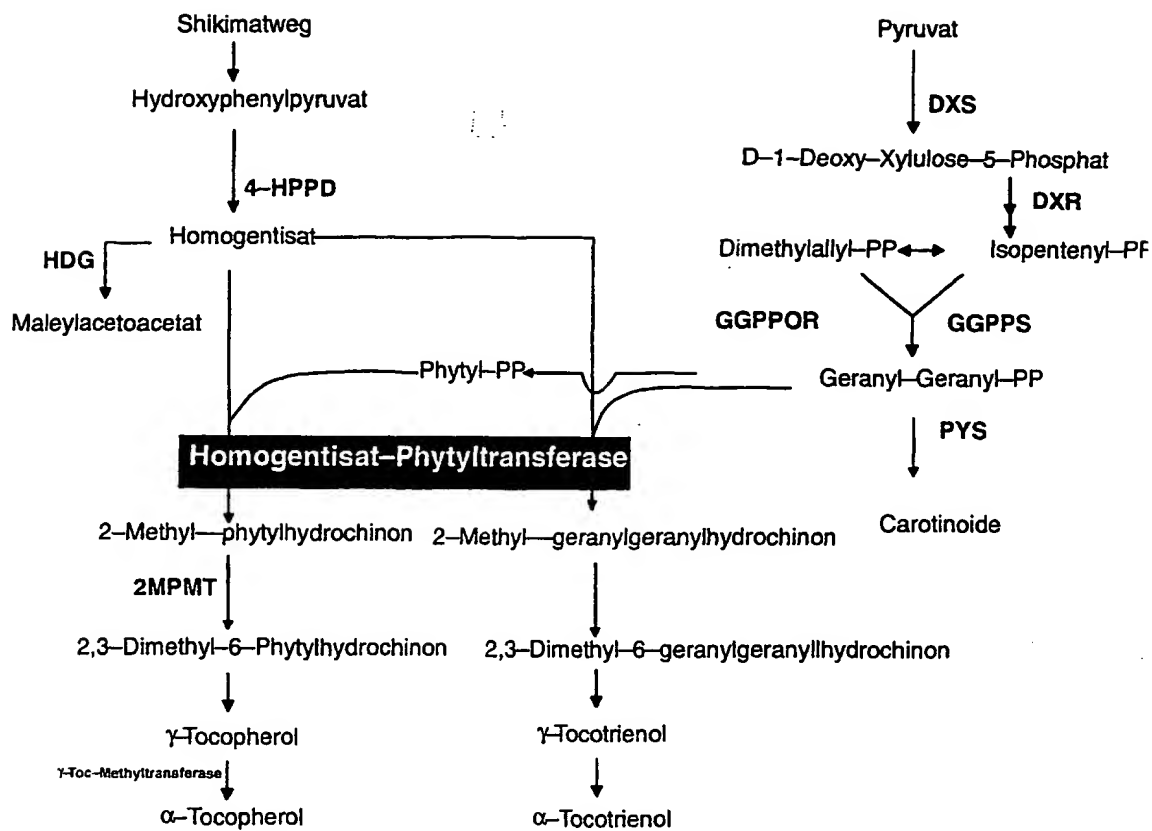 Shikimatweg
Pyruvat
Hydroxyphenylpyruvat
DXS
D–1–Deoxy–Xylulose–5–Phosphat
4–HPPD
DXR
Homogentisat
HDG
Dimethylallyl–PP
Isopentenyl–PP
Maleylacetoacetat
GGPPOR
GGPPS
Phytyl–PP
Geranyl–Geranyl–PP
PYS
Homogentisat–Phytyltransferase
2–Methyl–phytylhydrochinon
2–Methyl–geranylgeranylhydrochinon
Carotinoide
2MPMT
2,3–Dimethyl–6–Phytylhydrochinon
2,3–Dimethyl–6–geranylgeranyllhydrochinon
γ–Tocopherol
γ–Tocotrienol
γ–Toc–Methyltransferase
α–Tocopherol
α–Tocotrienol